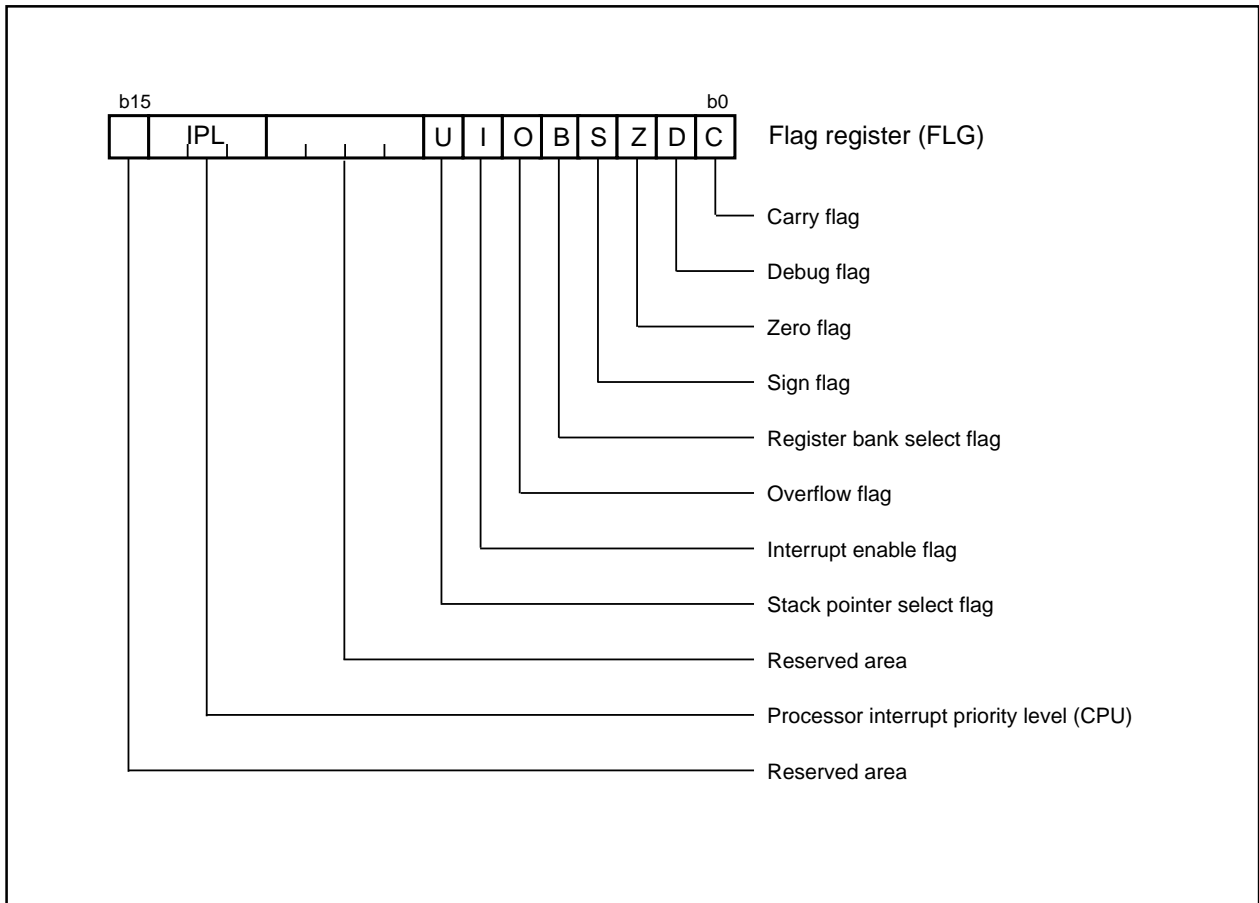 b15 b0
IPL U I O B S Z D C Flag register (FLG)
Carry flag
Debug flag
Zero flag
Sign flag
Register bank select flag
Overflow flag
Interrupt enable flag
Stack pointer select flag
Reserved area
Processor interrupt priority level (CPU)
Reserved area